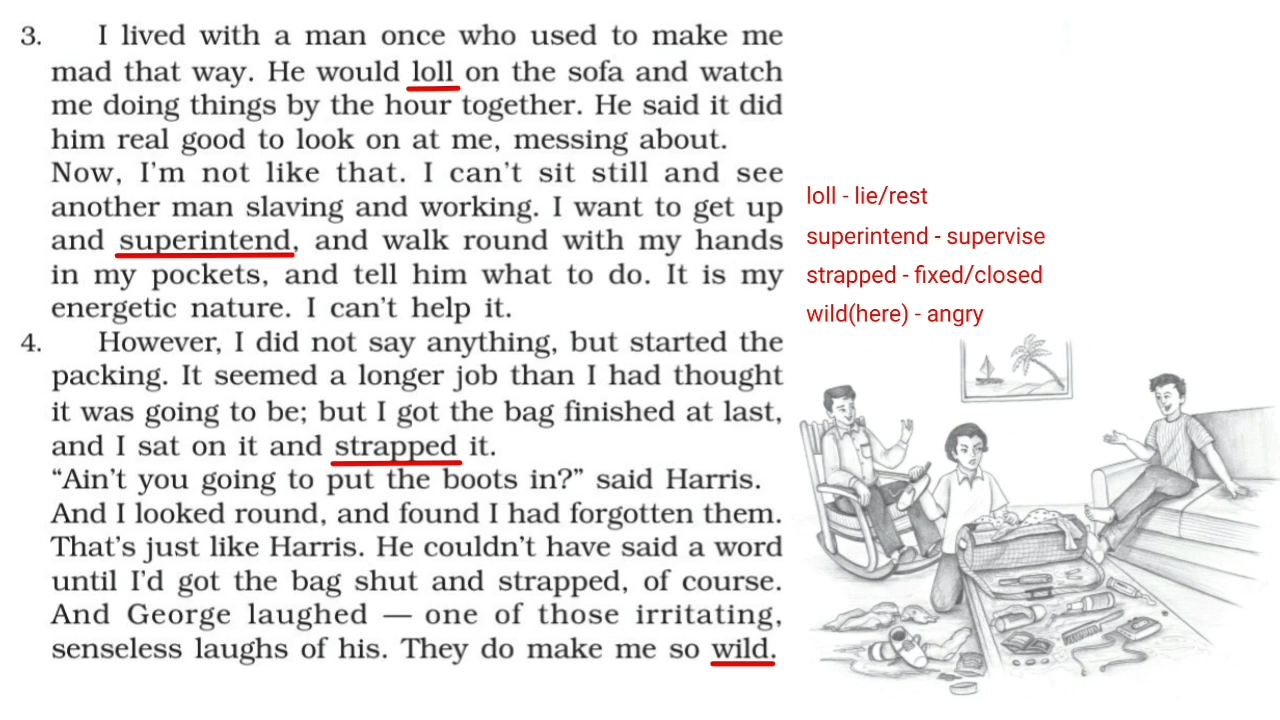 3. I lived with a man once who used to make me
mad that way. He would loll on the sofa and watch
me doing things by the hour together. He said it did
him real good to look on at me, messing about.
Now, I'm not like that. I can't sit still and see
another man slaving and working. I want to get up
and superintend, and walk round with my hands
in my pockets, and tell him what to do. It is my
energetic nature. I can't help it.
4. However, I did not say anything, but started the
packing. It seemed a longer job than I had thought
it was going to be; but I got the bag finished at last,
and I sat on it and strapped it.
“Ain't you going to put the boots in?” said Harris.
And I looked round, and found I had forgotten them.
That's just like Harris. He couldn't have said a word
until I'd got the bag shut and strapped, of course.
And George laughed — one of those irritating,
senseless laughs of his. They do make me so wild.
loll - lie/rest
superintend - supervise
strapped - fixed/closed
wild(here) - angry